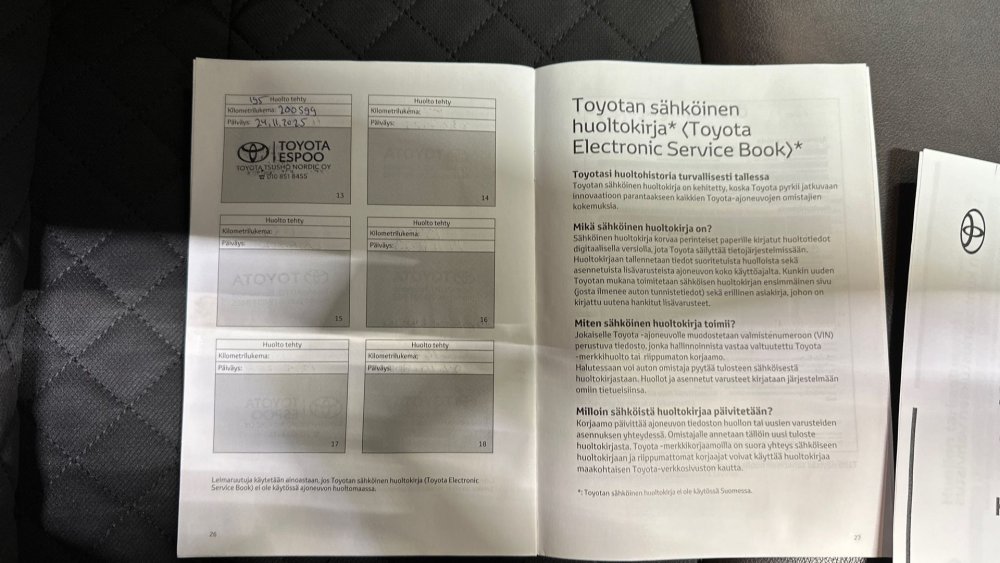 195 Huolto tehty
Kilometrilukema: 200599
Päiväys: 24.11.2025
TOYOTA
ESPOO
TOYOTA TSUSHO NORDIC OY
☎ 010 851 8455
13
Huolto tehty
Kilometrilukema:
Päiväys:
14
Huolto tehty
Kilometrilukema:
Päiväys:
15
Huolto tehty
Kilometrilukema:
Päiväys:
16
Huolto tehty
Kilometrilukema:
Päiväys:
17
Huolto tehty
Kilometrilukema:
Päiväys:
18
Leimaruutuja käytetään ainoastaan, jos Toyotan sähköinen huoltokirja (Toyota Electronic
Service Book) ei ole käytössä ajoneuvon huoltomaassa.
26
Toyotan sähköinen
huoltokirja* (Toyota
Electronic Service Book)*
Toyotasi huoltohistoria turvallisesti tallessa
Toyotan sähköinen huoltokirja on kehitetty, koska Toyota pyrkii jatkuvaan
innovaatioon parantaakseen kaikkien Toyota-ajoneuvojen omistajien
kokemuksia.
Mikä sähköinen huoltokirja on?
Sähköinen huoltokirja korvaa perinteiset paperille kirjatut huoltotiedot
digitaalisella versiolla, jota Toyota säilyttää tietojärjestelmissään.
Huoltokirjaan tallennetaan tiedot suoritetuista huolloista sekä
asennetuista lisävarusteista ajoneuvon koko käyttöajalta. Kunkin uuden
Toyotan mukana toimitetaan sähköisen huoltokirjan ensimmäinen sivu
(josta ilmenee auton tunnistetiedot) sekä erillinen asiakirja, johon on
kirjattu uutena hankitut lisävarusteet.
Miten sähköinen huoltokirja toimii?
Jokaiselle Toyota -ajoneuvolle muodostetaan valmistenumeroon (VIN)
perustuva tiedosto, jonka hallinnoinnista vastaa valtuutettu Toyota
-merkkihuolto tai riippumaton korjaamo.
Halutessaan voi auton omistaja pyytää tulosteen sähköisestä
huoltokirjastaan. Huollot ja asennetut varusteet kirjataan järjestelmään
omiin tietueisiinsa.
Milloin sähköistä huoltokirjaa päivitetään?
Korjaamo päivittää ajoneuvon tiedoston huollon tai uusien varusteiden
asennuksen yhteydessä. Omistajalle annetaan tällöin uusi tuloste
huoltokirjasta. Toyota -merkkikorjaamoilla on suora yhteys sähköiseen
huoltokirjaan ja riippumattomat korjaajat voivat käyttää huoltokirjaa
maakohtaisen Toyota-verkkosivuston kautta.
*: Toyotan sähköinen huoltokirja ei ole käytössä Suomessa.
27